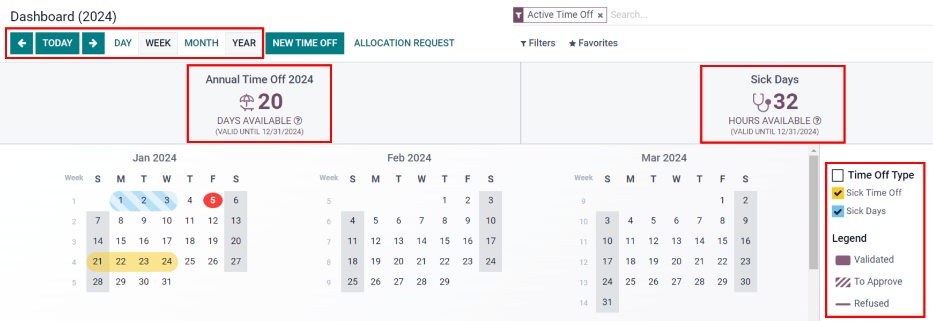 Dashboard (2024)
Active Time Off × Search...
TODAY DAY WEEK MONTH YEAR NEW TIME OFF ALLOCATION REQUEST Filters Favorites
Annual Time Off 2024
20
DAYS AVAILABLE
(VALID UNTIL 12/31/2024)
Sick Days
32
HOURS AVAILABLE
(VALID UNTIL 12/31/2024)
Jan 2024
Week S M T W T F S
1 1 2 3 4 5 6
2 7 8 9 10 11 12 13
3 14 15 16 17 18 19 20
4 21 22 23 24 25 26 27
5 28 29 30 31
Feb 2024
Week S M T W T F S
5 1 2 3
6 4 5 6 7 8 9 10
7 11 12 13 14 15 16 17
8 18 19 20 21 22 23 24
9 25 26 27 28 29
Mar 2024
Week S M T W T F S
9 1 2
10 3 4 5 6 7 8 9
11 10 11 12 13 14 15 16
12 17 18 19 20 21 22 23
13 24 25 26 27 28 29 30
14 31
Time Off Type
Sick Time Off
Sick Days
Legend
Validated
To Approve
Refused